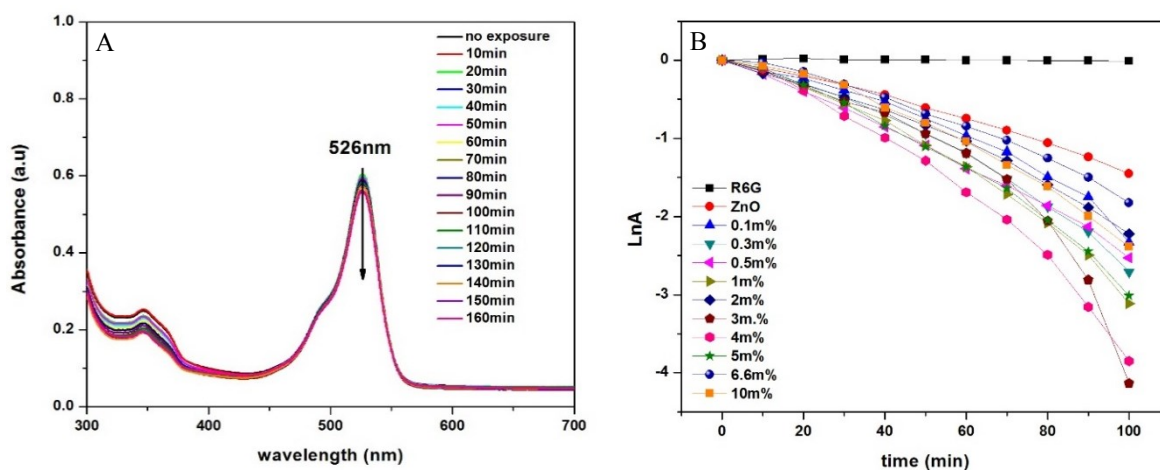 A
1.0
0.8
0.6
0.4
0.2
0.0
Absorbance (a.u)
300
400
500
600
700
wavelength (nm)
526nm
no exposure
10min
20min
30min
40min
50min
60min
70min
80min
90min
100min
110min
120min
130min
140min
150min
160min
B
0
-1
-2
-3
-4
LnA
0
20
40
60
80
100
time (min)
R6G
ZnO
0.1m%
0.3m%
0.5m%
1m%
2m%
3m.%
4m%
5m%
6.6m%
10m%